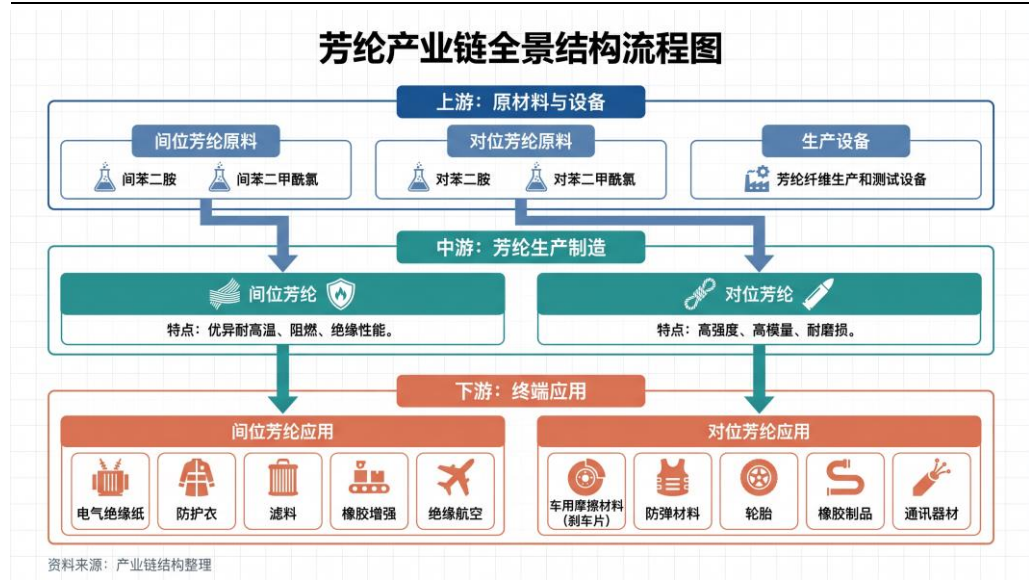 芳纶产业链全景结构流程图
上游：原材料与设备
间位芳纶原料
间苯二胺
间苯二甲酰氯
对位芳纶原料
对苯二胺
对苯二甲酰氯
生产设备
芳纶纤维生产和测试设备
中游：芳纶生产制造
间位芳纶
特点：优异耐高温、阻燃、绝缘性能。
对位芳纶
特点：高强度、高模量、耐磨损。
下游：终端应用
间位芳纶应用
电气绝缘纸
防护衣
滤料
橡胶增强
绝缘航空
对位芳纶应用
车用摩擦材料
（刹车片）
防弹材料
轮胎
橡胶制品
通讯器材
资料来源：产业链结构整理